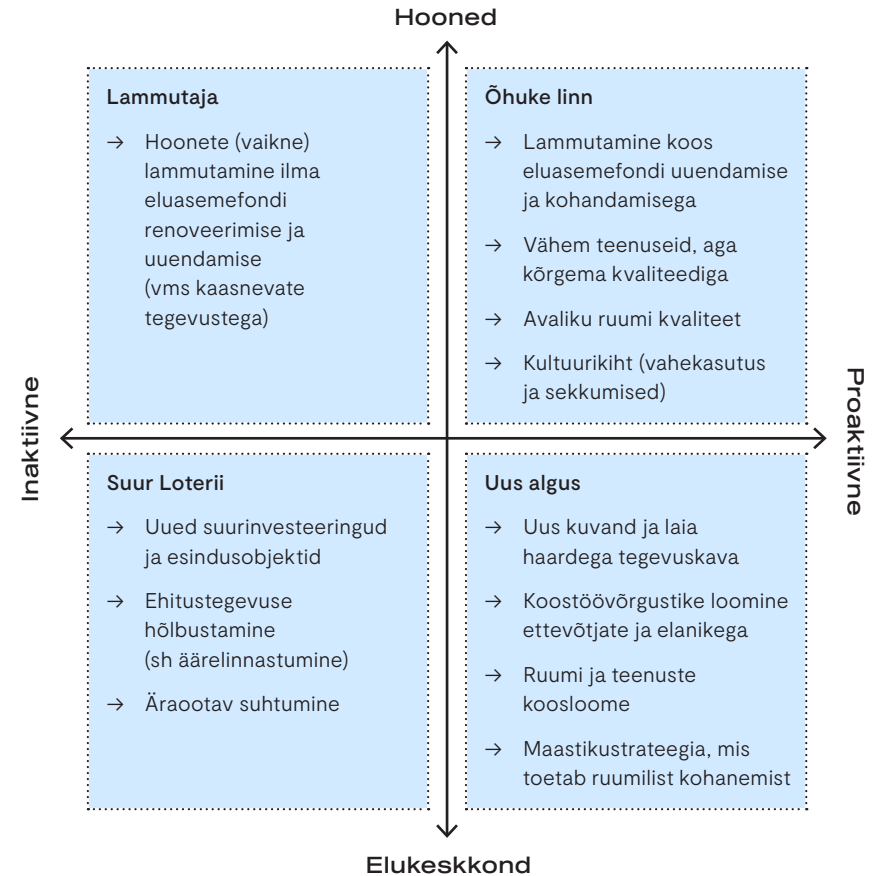 Hooned
Lammutaja
→ Hoonete (vaikne)
lammutamine ilma
eluasemefondi
renoveerimise ja
uuendamise
(vms kaasnevate
tegevustega)
Õhuke linn
→ Lammutamine koos
eluasemefondi uuendamise
ja kohandamisega
→ Vähem teenuseid, aga
kõrgema kvaliteediga
→ Avaliku ruumi kvaliteet
→ Kultuurikiht (vahekasutus
ja sekkumised)
Inaktiivne
Proaktiivne
Suur Loterii
→ Uued suurinvesteeringud
ja esindusobjektid
→ Ehitustegevuse
hõlbustamine
(sh äärelinnastumine)
→ Äraootav suhtumine
Uus algus
→ Uus kuvand ja laia
haardega tegevuskava
→ Koostöövõrgustike loomine
ettevõtjate ja elanikega
→ Ruumi ja teenuste
koosloome
→ Maastikustrateegia, mis
toetab ruumilist kohanemist
Elukeskkond